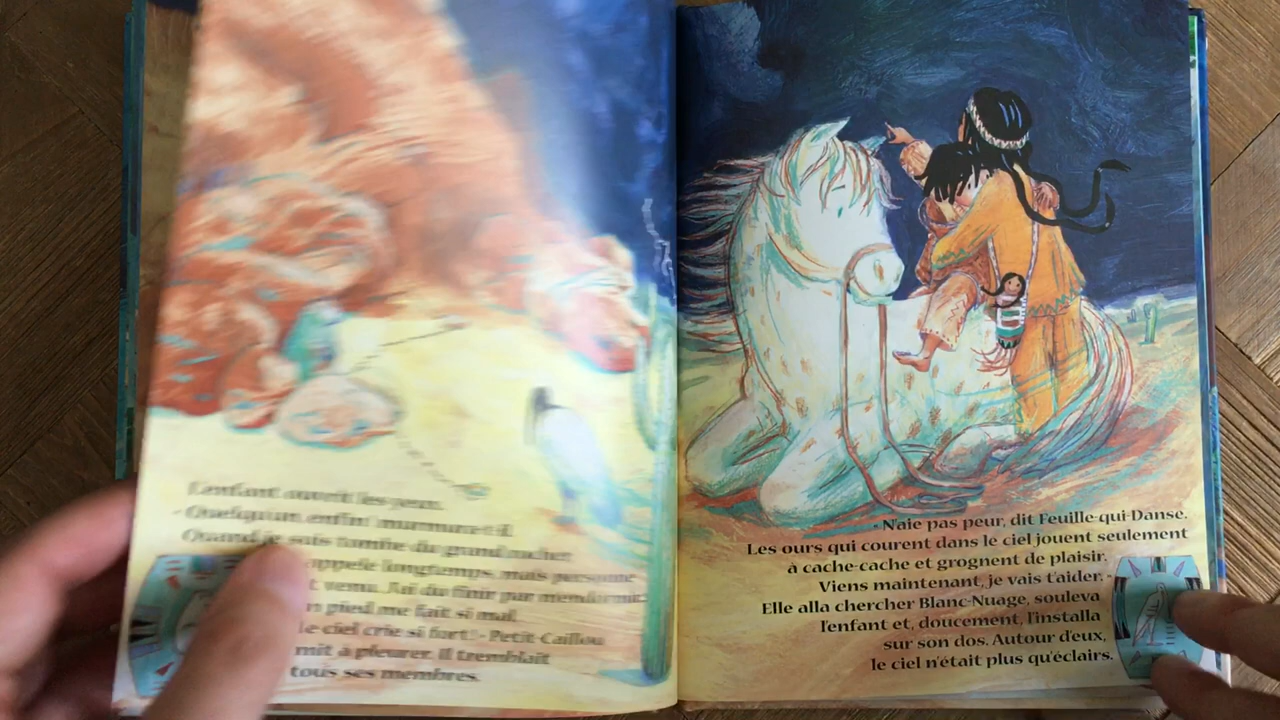 L'enfant ouvrit les yeux.
- Quelqu'un, enfin! murmura-t-il.
Quand je suis tombé du grand rocher
appelé longtemps, mais personne
t venu. J'ai dû finir par m'endormir.
n pied me fait si mal.
le ciel crie si fort! - Petit-Caillou
mit à pleurer. Il tremblait
tous ses membres.
- N'aie pas peur, dit Feuille-qui-Danse.
Les ours qui courent dans le ciel jouent seulement
à cache-cache et grognent de plaisir.
Viens maintenant, je vais t'aider. -
Elle alla chercher Blanc-Nuage, souleva
l'enfant et, doucement, l'installa
sur son dos. Autour d'eux,
le ciel n'était plus qu'éclairs.